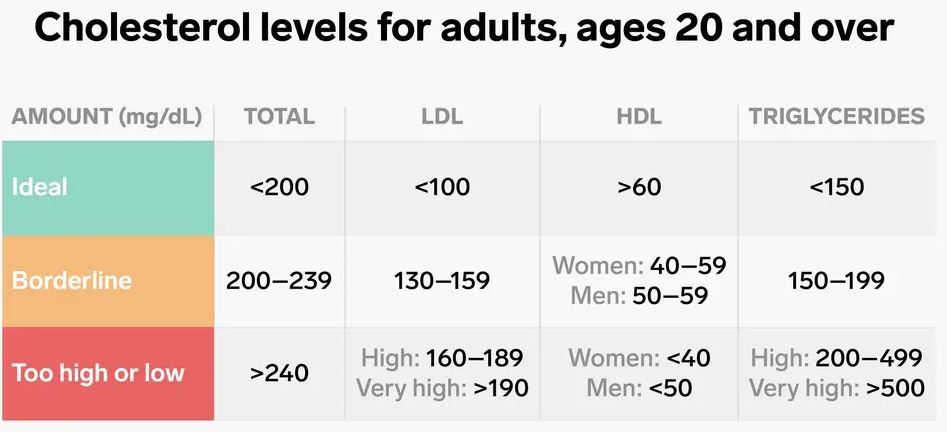 Cholesterol levels for adults, ages 20 and over
AMOUNT (mg/dL) TOTAL LDL HDL TRIGLYCERIDES
Ideal <200 <100 >60 <150
Borderline 200–239 130–159 Women: 40–59 Men: 50–59 150–199
Too high or low >240 High: 160–189 Very high: >190 Women: <40 Men: <50 High: 200–499 Very high: >500